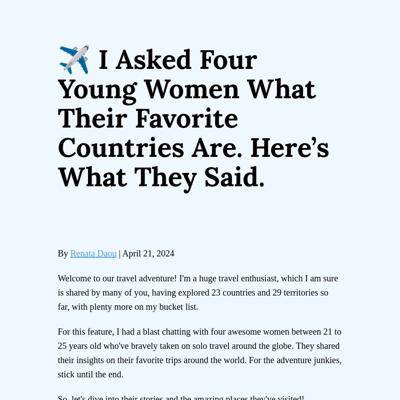 ✈️ I Asked Four
Young Women What
Their Favorite
Countries Are. Here’s
What They Said.
By Renata Daou | April 21, 2024
Welcome to our travel adventure! I'm a huge travel enthusiast, which I am sure
is shared by many of you, having explored 23 countries and 29 territories so
far, with plenty more on my bucket list.
For this feature, I had a blast chatting with four awesome women between 21 to
25 years old who've bravely taken on solo travel around the globe. They shared
their insights on their favorite trips around the world. For the adventure junkies,
stick until the end.
So, let's dive into their stories and the amazing places they've visited!